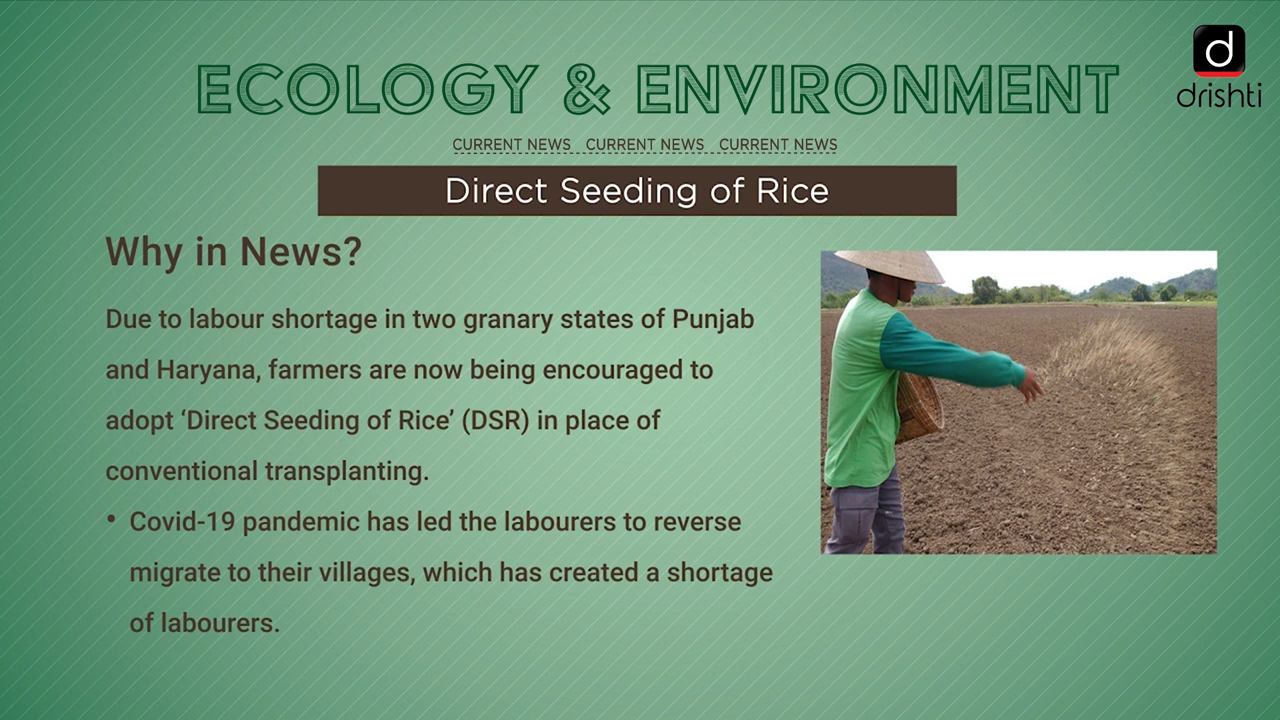 ECOLOGY & ENVIRONMENT
d
drishti
CURRENT NEWS CURRENT NEWS CURRENT NEWS
Direct Seeding of Rice
Why in News?
Due to labour shortage in two granary states of Punjab
and Haryana, farmers are now being encouraged to
adopt ‘Direct Seeding of Rice’ (DSR) in place of
conventional transplanting.
• Covid-19 pandemic has led the labourers to reverse
migrate to their villages, which has created a shortage
of labourers.